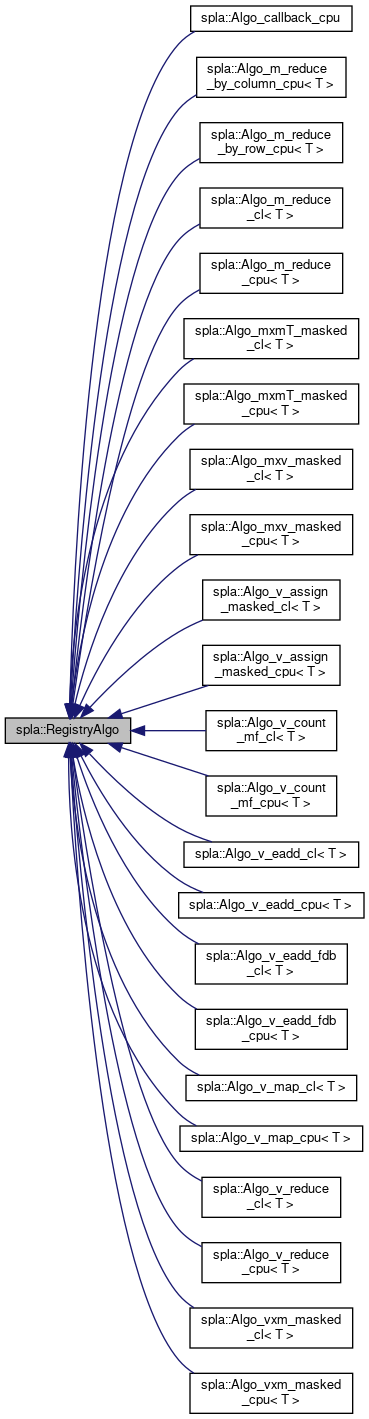 spla::Algo_callback_cpu
spla::Algo_m_reduce
_by_column_cpu< T >
spla::Algo_m_reduce
_by_row_cpu< T >
spla::Algo_m_reduce
_cl< T >
spla::Algo_m_reduce
_cpu< T >
spla::Algo_mxmT_masked
_cl< T >
spla::Algo_mxmT_masked
_cpu< T >
spla::Algo_mxv_masked
_cl< T >
spla::Algo_mxv_masked
_cpu< T >
spla::Algo_v_assign
_masked_cl< T >
spla::Algo_v_assign
_masked_cpu< T >
spla::RegistryAlgo
spla::Algo_v_count
_mf_cl< T >
spla::Algo_v_count
_mf_cpu< T >
spla::Algo_v_eadd_cl< T >
spla::Algo_v_eadd_cpu< T >
spla::Algo_v_eadd_fdb
_cl< T >
spla::Algo_v_eadd_fdb
_cpu< T >
spla::Algo_v_map_cl< T >
spla::Algo_v_map_cpu< T >
spla::Algo_v_reduce
_cl< T >
spla::Algo_v_reduce
_cpu< T >
spla::Algo_vxm_masked
_cl< T >
spla::Algo_vxm_masked
_cpu< T >